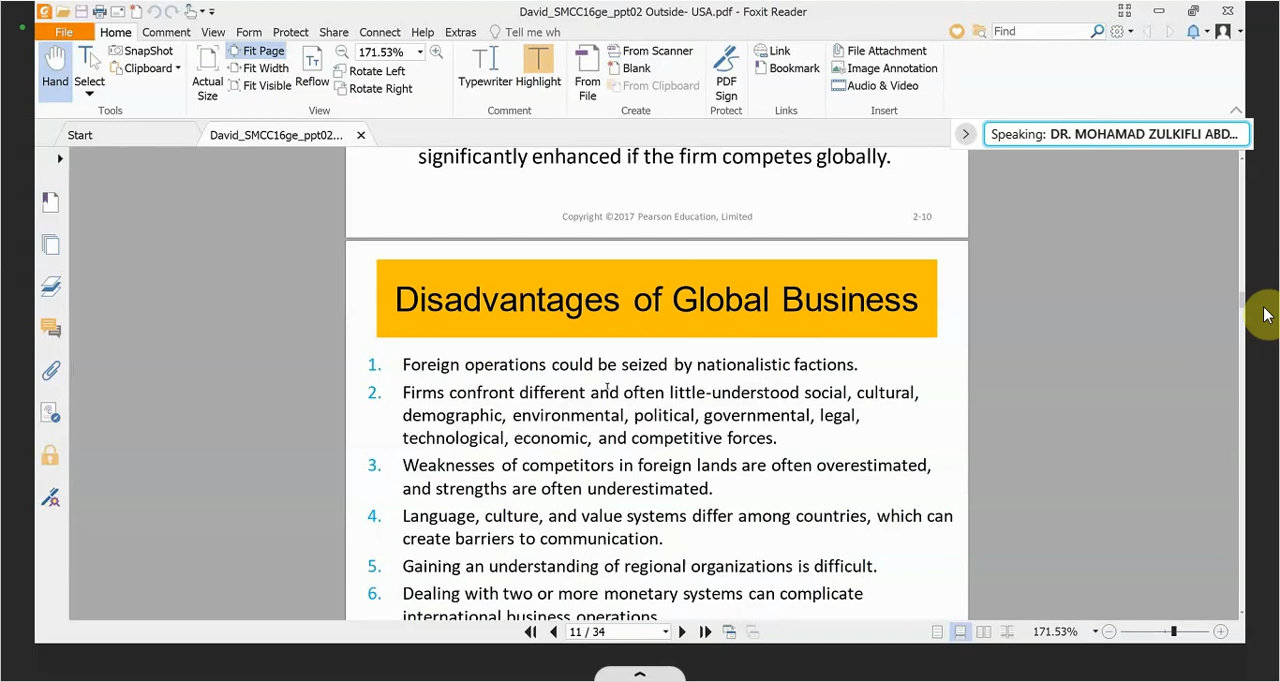 David_SMCC16ge_ppt02 Outside- USA.pdf - Foxit Reader
File Home Comment View Form Protect Share Help Extras Tell me wh Find
Hand
Select
SnapShot
Clipboard
Tools
Actual Size
Fit Page
Fit Width
Fit Visible
Reflow
171.53%
Rotate Left
Rotate Right
View
Typewriter Highlight
Comment
From File
From Scanner
Blank
From Clipboard
Create
PDF Sign
Protect
Link
Bookmark
Links
File Attachment
Image Annotation
Audio & Video
Insert
Start David_SMCC16ge_ppt02...
Speaking: DR. MOHAMAD ZULKIFLI ABD...
significantly enhanced if the firm competes globally.
Copyright ©2017 Pearson Education, Limited 2-10
Disadvantages of Global Business
1. Foreign operations could be seized by nationalistic factions.
2. Firms confront different and often little-understood social, cultural,
demographic, environmental, political, governmental, legal,
technological, economic, and competitive forces.
3. Weaknesses of competitors in foreign lands are often overestimated,
and strengths are often underestimated.
4. Language, culture, and value systems differ among countries, which can
create barriers to communication.
5. Gaining an understanding of regional organizations is difficult.
6. Dealing with two or more monetary systems can complicate
international business operations.
11 / 34 171.53%